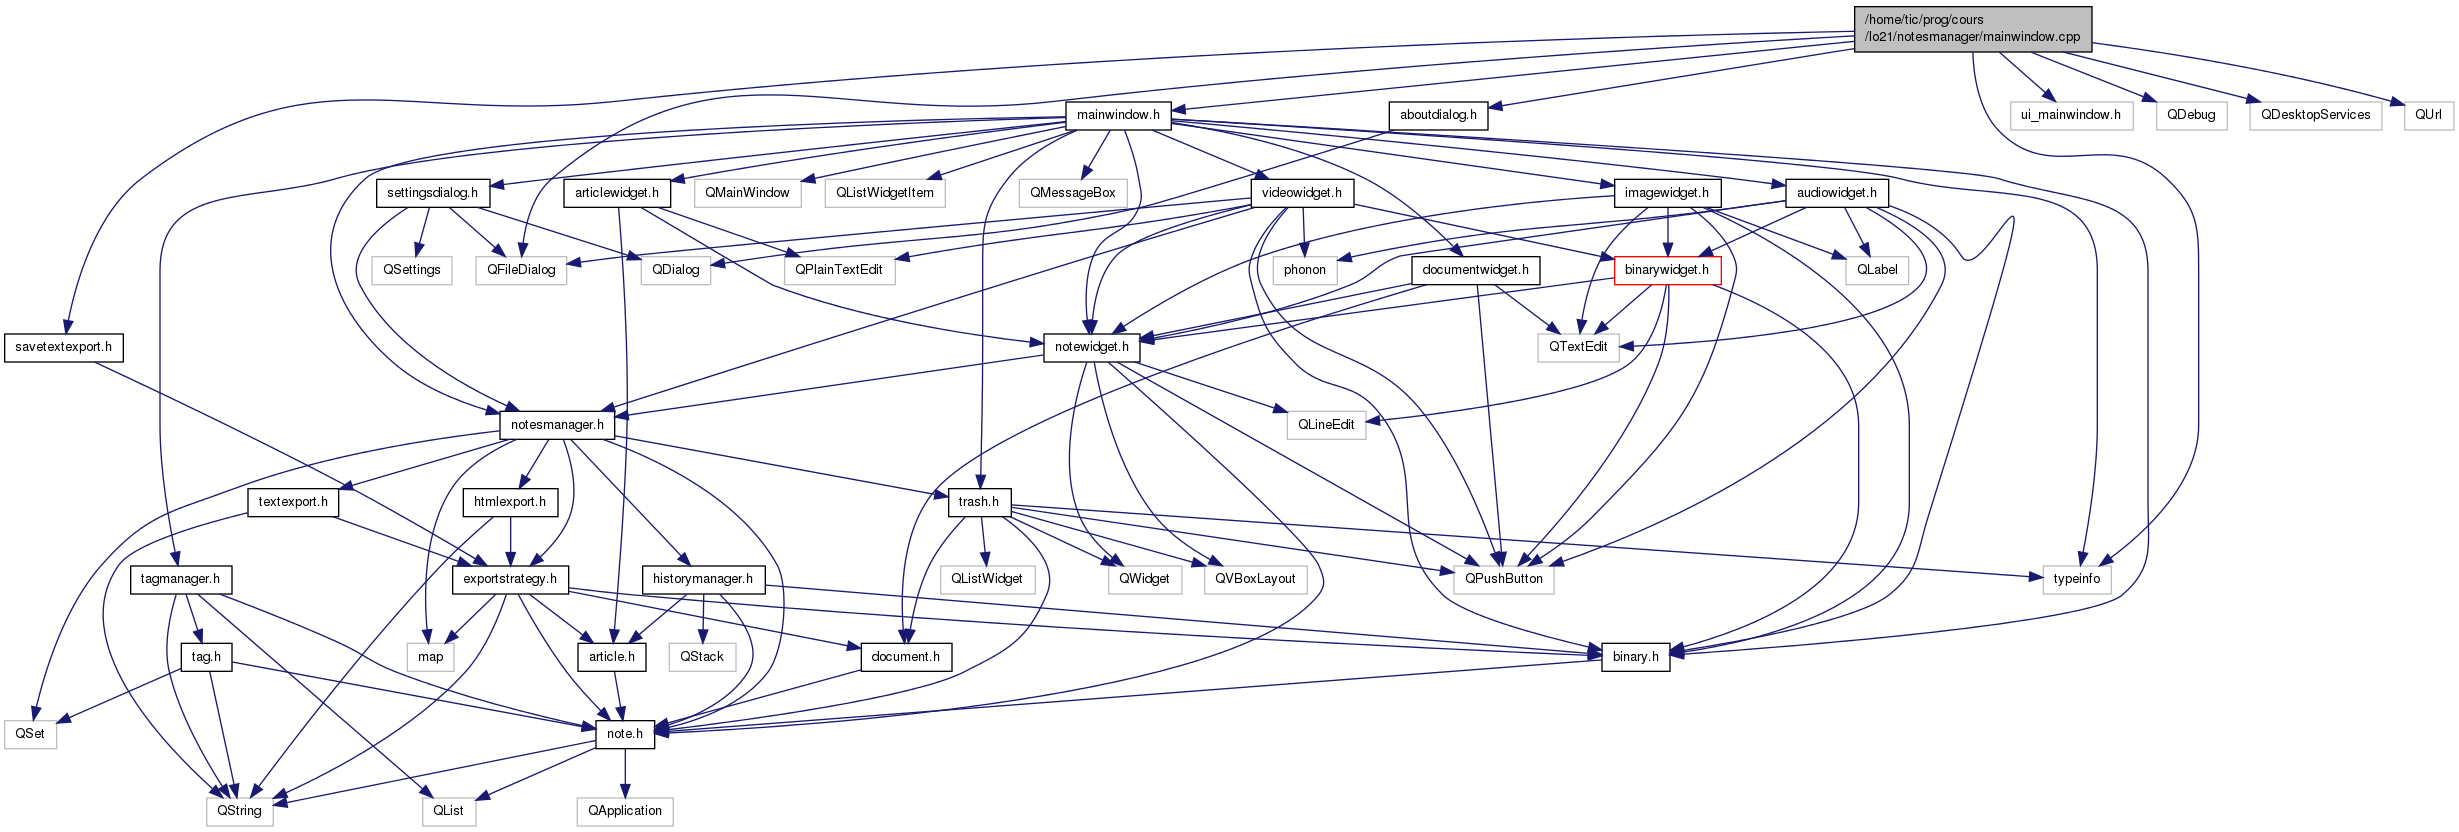 /home/tic/prog/cours
/lo21/notesmanager/mainwindow.cpp
mainwindow.h
aboutdialog.h
ui_mainwindow.h
QDebug
QDesktopServices
QUrl
settingsdialog.h
articlewidget.h
QMainWindow
QListWidgetItem
QMessageBox
videowidget.h
imagewidget.h
audiowidget.h
QSettings
QFileDialog
QDialog
QPlainTextEdit
phonon
documentwidget.h
binarywidget.h
QLabel
savetextexport.h
notewidget.h
QTextEdit
notesmanager.h
QLineEdit
textexport.h
htmlexport.h
trash.h
tagmanager.h
exportstrategy.h
historymanager.h
QListWidget
QWidget
QVBoxLayout
QPushButton
typeinfo
tag.h
map
article.h
QStack
document.h
binary.h
QSet
note.h
QString
QList
QApplication